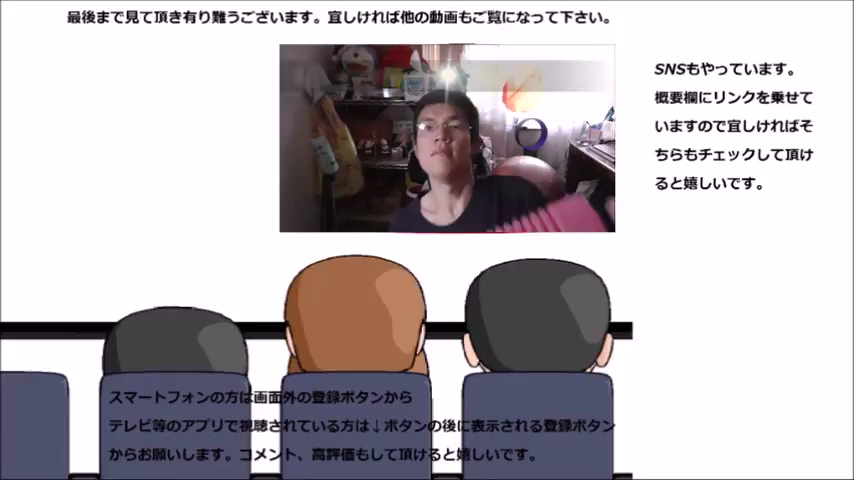 最後まで見て頂き有り難うございます。宜しければ他の動画もご覧になって下さい。
SNSもやっています。
概要欄にリンクを乗せて
いますので宜しければそ
ちらもチェックして頂け
ると嬉しいです。
スマートフォンの方は画面外の登録ボタンから
テレビ等のアプリで視聴されている方は↓ボタンの後に表示される登録ボタン
からお願いします。コメント、高評価もして頂けると嬉しいです。